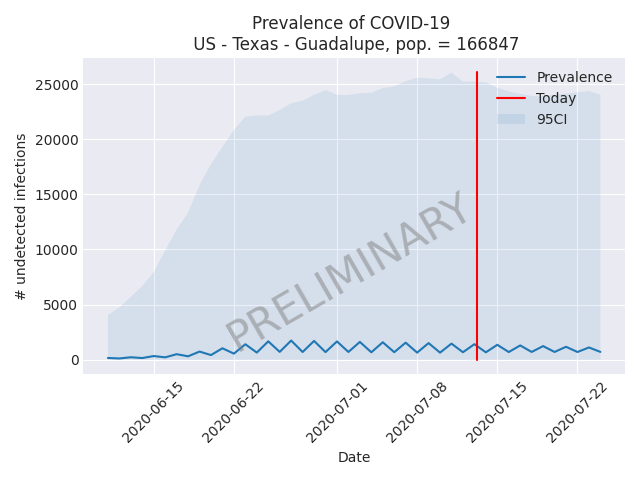 Prevalence of COVID-19
US - Texas - Guadalupe, pop. = 166847
Prevalence
Today
95CI
# undetected infections
25000
20000
15000
10000
5000
0
PRELIMINARY
2020-06-15
2020-06-22
2020-07-01
2020-07-08
2020-07-15
2020-07-22
Date